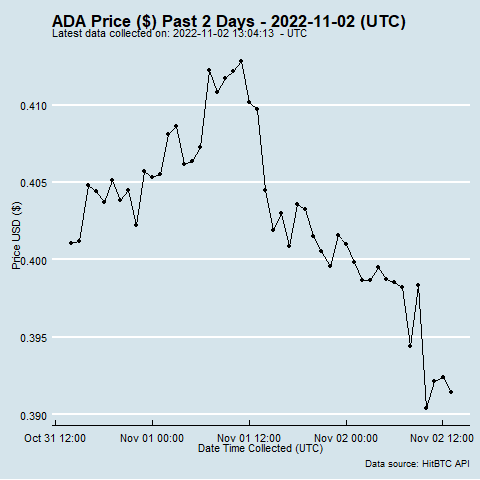 ADA Price ($) Past 2 Days - 2022-11-02 (UTC)
Latest data collected on: 2022-11-02 13:04:13 - UTC
0.410
0.405
0.400
0.395
0.390
Price USD ($)
Oct 31 12:00 Nov 01 00:00 Nov 01 12:00 Nov 02 00:00 Nov 02 12:00
Date Time Collected (UTC)
Data source: HitBTC API